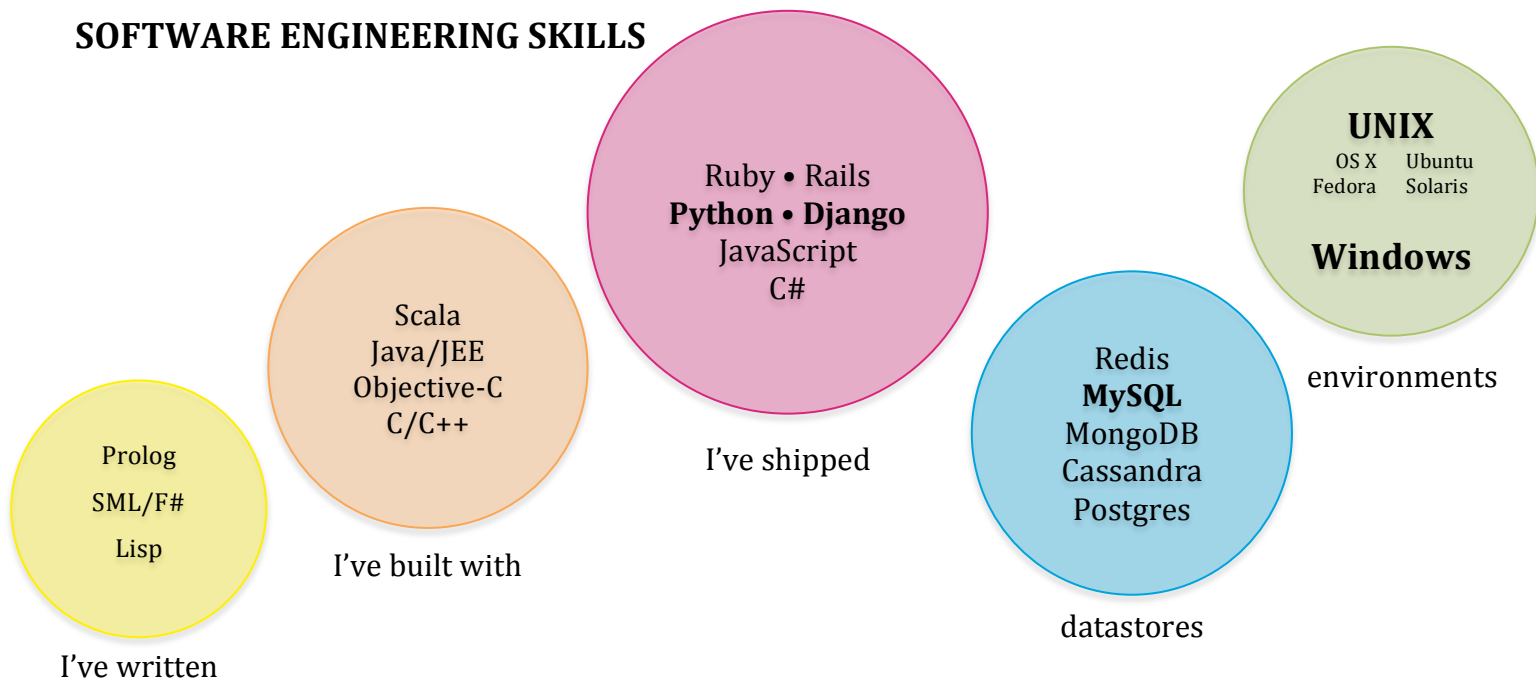 SOFTWARE ENGINEERING SKILLS
Prolog
SML/F#
Lisp
I've written
Scala
Java/JEE
Objective-C
C/C++
I've built with
Ruby • Rails
Python • Django
JavaScript
C#
I've shipped
Redis
MySQL
MongoDB
Cassandra
Postgres
datastores
UNIX
OS X Ubuntu
Fedora Solaris
Windows
environments